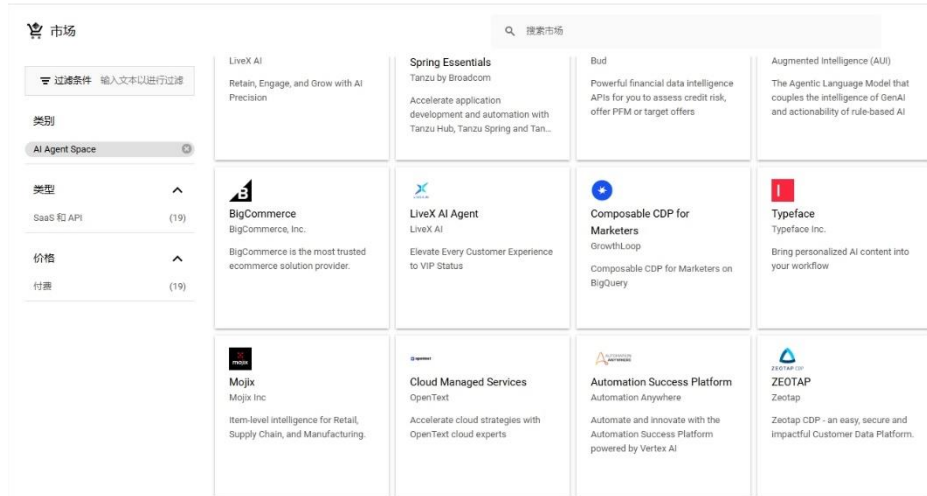 市场
搜索市场
过滤条件 输入文本以进行过滤
类别
AI Agent Space
类型
SaaS 和 API (19)
价格
付费 (19)
LiveX AI
Retain, Engage, and Grow with AI
Precision
Spring Essentials
Tanzu by Broadcom
Accelerate application
development and automation with
Tanzu Hub, Tanzu Spring and Tan...
Bud
Powerful financial data intelligence
APIs for you to assess credit risk,
offer PFM or target offers
Augmented Intelligence (AUI)
The Agentic Language Model that
couples the intelligence of GenAI
and actionability of rule-based AI
BigCommerce
BigCommerce, Inc.
BigCommerce is the most trusted
ecommerce solution provider.
LiveX AI Agent
LiveX AI
Elevate Every Customer Experience
to VIP Status
Composable CDP for
Marketers
GrowthLoop
Composable CDP for Marketers on
BigQuery
Typeface
Typeface Inc.
Bring personalized AI content into
your workflow
mojix
Mojix
Mojix Inc
Item-level intelligence for Retail,
Supply Chain, and Manufacturing.
opentext
Cloud Managed Services
OpenText
Accelerate cloud strategies with
OpenText cloud experts
AUTOMATION
ANYWHERE
Automation Success Platform
Automation Anywhere
Automate and innovate with the
Automation Success Platform
powered by Vertex AI
ZEOTAP CDP
ZEOTAP
Zeotap
Zeotap CDP - an easy, secure and
impactful Customer Data Platform.